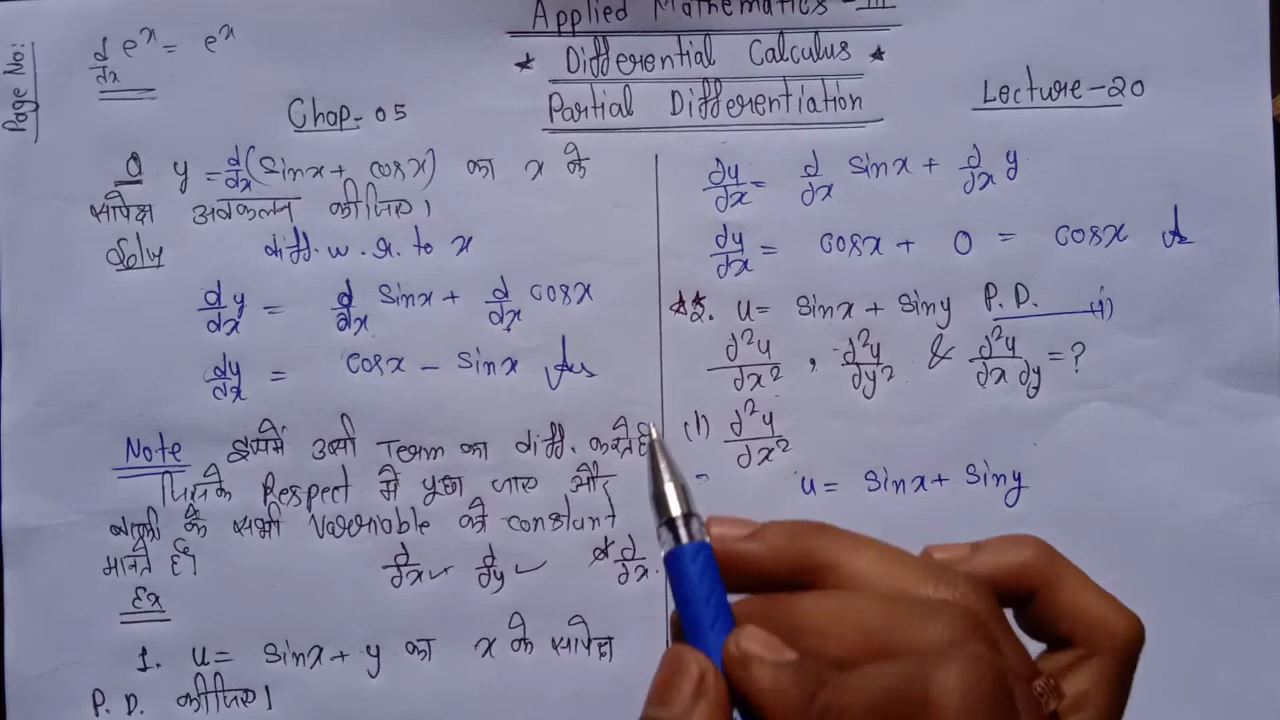 Page No:
d/dx e^x = e^x
Applied Mathematics - III
* Differential Calculus *
Partial Differentiation
Lecture-20
Chap-05
Q y = d/dx (sinx + cosx) का x के
सापेक्ष अवकलन कीजिए।
Solⁿ diff. w. r. to x
d/dx y = d/dx sinx + d/dx cosx
dy/dx = cosx - sinx Ans
Note इसमें उसी Term का diff. करते है
जिसके Respect में पूछा जाए और
बाकी के सभी Variable को constant
मानते है।
∂/∂x ✓ ∂/∂y ✓ * d/dx.
Ex
1. u = sinx + y का x के सापेक्ष
P. D. कीजिए।
∂u/∂x = ∂/∂x sinx + ∂/∂x y
∂u/∂x = cosx + 0 = cosx A
**2. u = sinx + siny P. D. (i)
∂²u/∂x² , ∂²u/∂y² & ∂²u/∂x ∂y = ?
(1) ∂²u/∂x²
u = sinx + siny